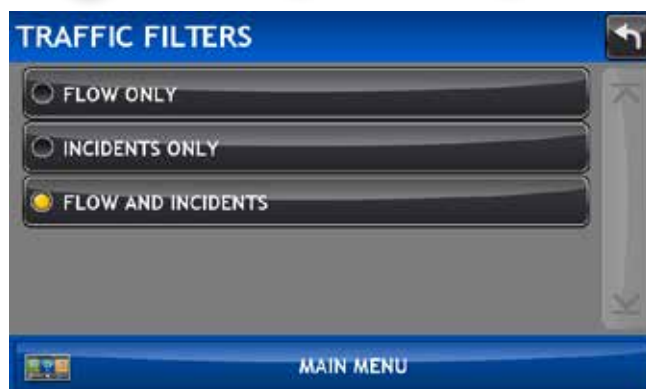 TRAFFIC FILTERS
FLOW ONLY
INCIDENTS ONLY
FLOW AND INCIDENTS
MAIN MENU